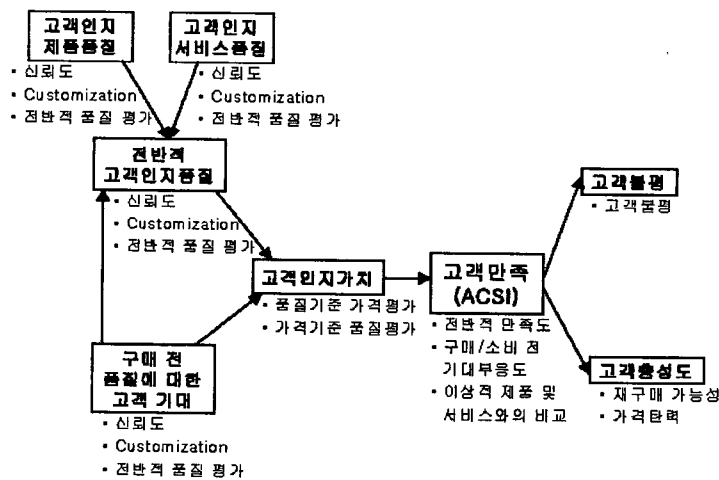 고객인지
제품품질
고객인지
서비스품질
• 신뢰도
• Customization
• 전반적 품질 평가
• 신뢰도
• Customization
• 전반적 품질 평가
전반적
고객인지품질
• 신뢰도
• Customization
• 전반적 품질 평가
고객인지가치
• 품질기준 가격평가
• 가격기준 품질평가
구매 전
품질에 대한
고객 기대
• 신뢰도
• Customization
• 전반적 품질 평가
고객만족
(ACSI)
• 전반적 만족도
• 구매/소비 전
기대부응도
• 이상적 제품 및
서비스와의 비교
고객불평
• 고객불평
고객충성도
• 재구매 가능성
• 가격탄력